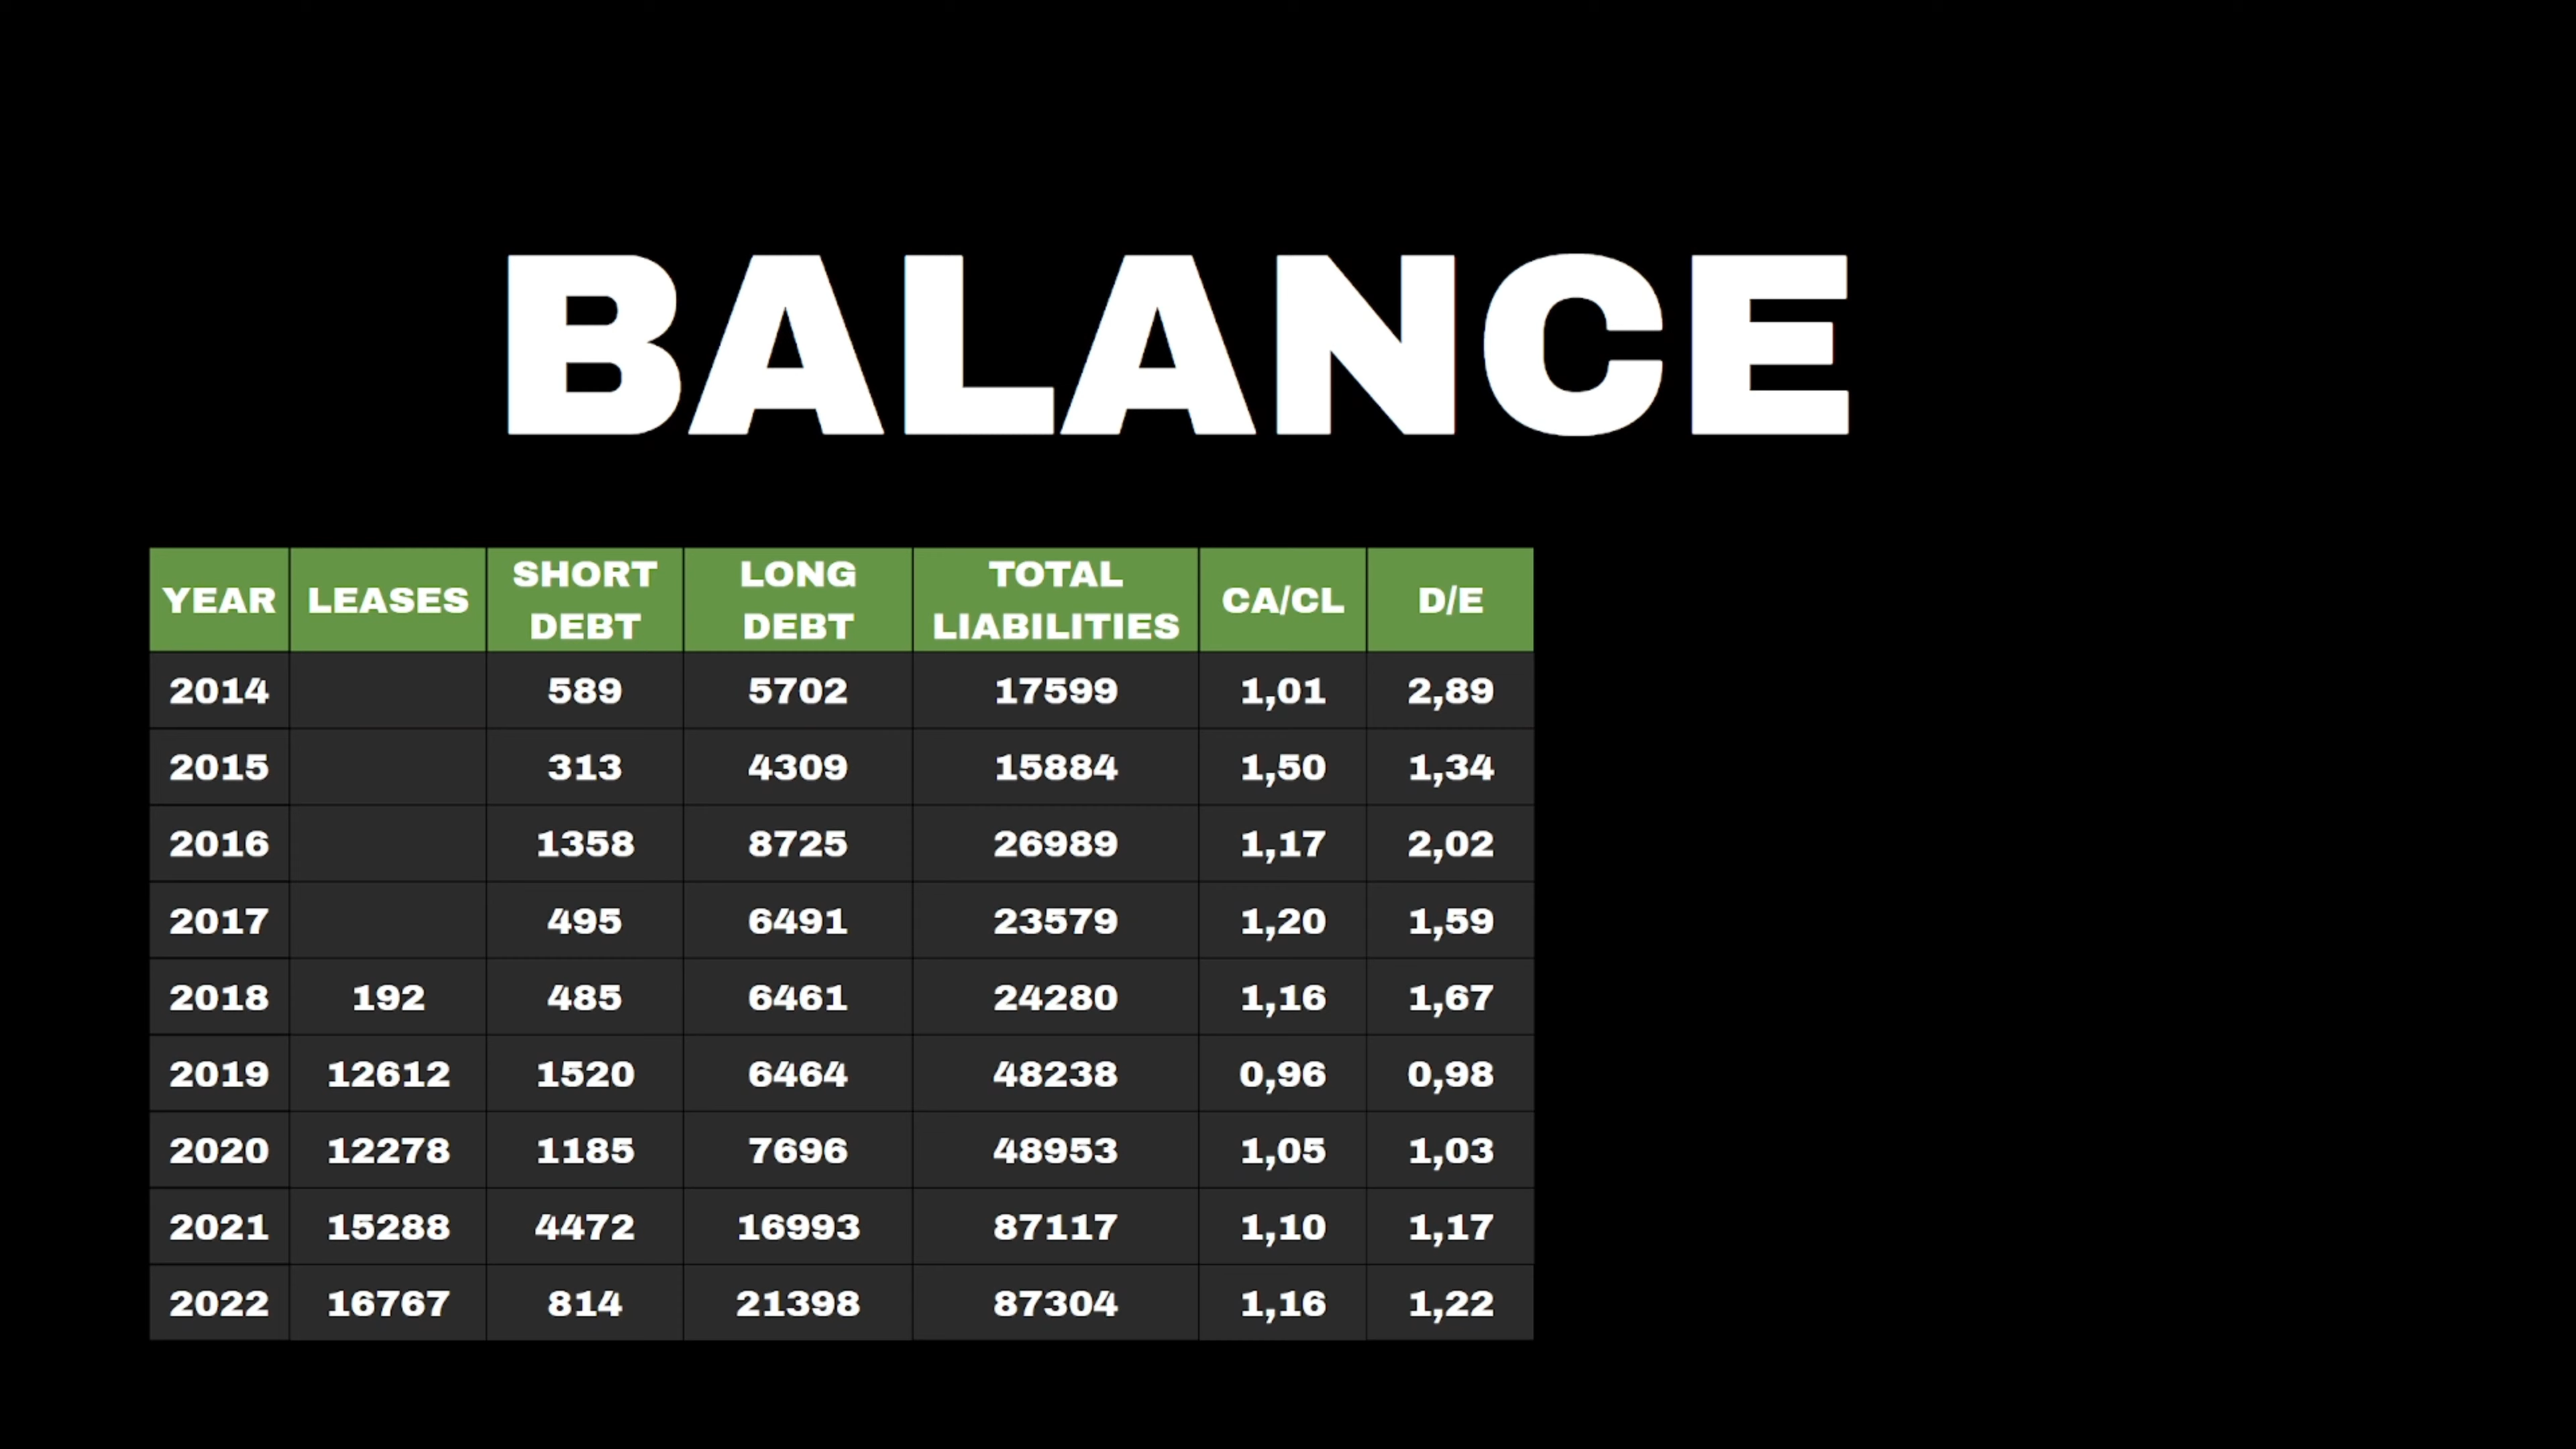 BALANCE
YEAR LEASES SHORT DEBT LONG DEBT TOTAL LIABILITIES CA/CL D/E
2014 589 5702 17599 1,01 2,89
2015 313 4309 15884 1,50 1,34
2016 1358 8725 26989 1,17 2,02
2017 495 6491 23579 1,20 1,59
2018 192 485 6461 24280 1,16 1,67
2019 12612 1520 6464 48238 0,96 0,98
2020 12278 1185 7696 48953 1,05 1,03
2021 15288 4472 16993 87117 1,10 1,17
2022 16767 814 21398 87304 1,16 1,22